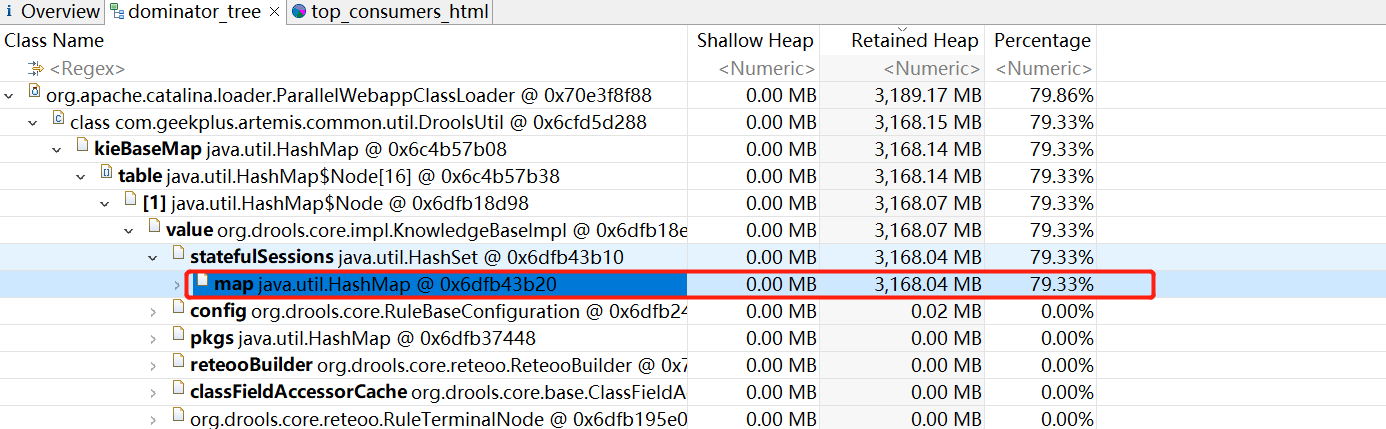 Overview dominator_tree top_consumers_html
Class Name Shallow Heap Retained Heap Percentage
<Regex> <Numeric> <Numeric> <Numeric>
org.apache.catalina.loader.ParallelWebappClassLoader @ 0x70e3f8f88 0.00 MB 3,189.17 MB 79.86%
class com.geekplus.artemis.common.util.DroolsUtil @ 0x6cfd5d288 0.00 MB 3,168.15 MB 79.33%
kieBaseMap java.util.HashMap @ 0x6c4b57b08 0.00 MB 3,168.14 MB 79.33%
table java.util.HashMap$Node[16] @ 0x6c4b57b38 0.00 MB 3,168.14 MB 79.33%
[1] java.util.HashMap$Node @ 0x6dfb18d98 0.00 MB 3,168.07 MB 79.33%
value org.drools.core.impl.KnowledgeBaseImpl @ 0x6dfb18e 0.00 MB 3,168.07 MB 79.33%
statefulSessions java.util.HashSet @ 0x6dfb43b10 0.00 MB 3,168.04 MB 79.33%
map java.util.HashMap @ 0x6dfb43b20 0.00 MB 3,168.04 MB 79.33%
config org.drools.core.RuleBaseConfiguration @ 0x6dfb24 0.00 MB 0.02 MB 0.00%
pkgs java.util.HashMap @ 0x6dfb37448 0.00 MB 0.00 MB 0.00%
reteooBuilder org.drools.core.reteoo.ReteooBuilder @ 0x7 0.00 MB 0.00 MB 0.00%
classFieldAccessorCache org.drools.core.base.ClassFieldA 0.00 MB 0.00 MB 0.00%
org.drools.core.reteoo.RuleTerminalNode @ 0x6dfb195e0 0.00 MB 0.00 MB 0.00%